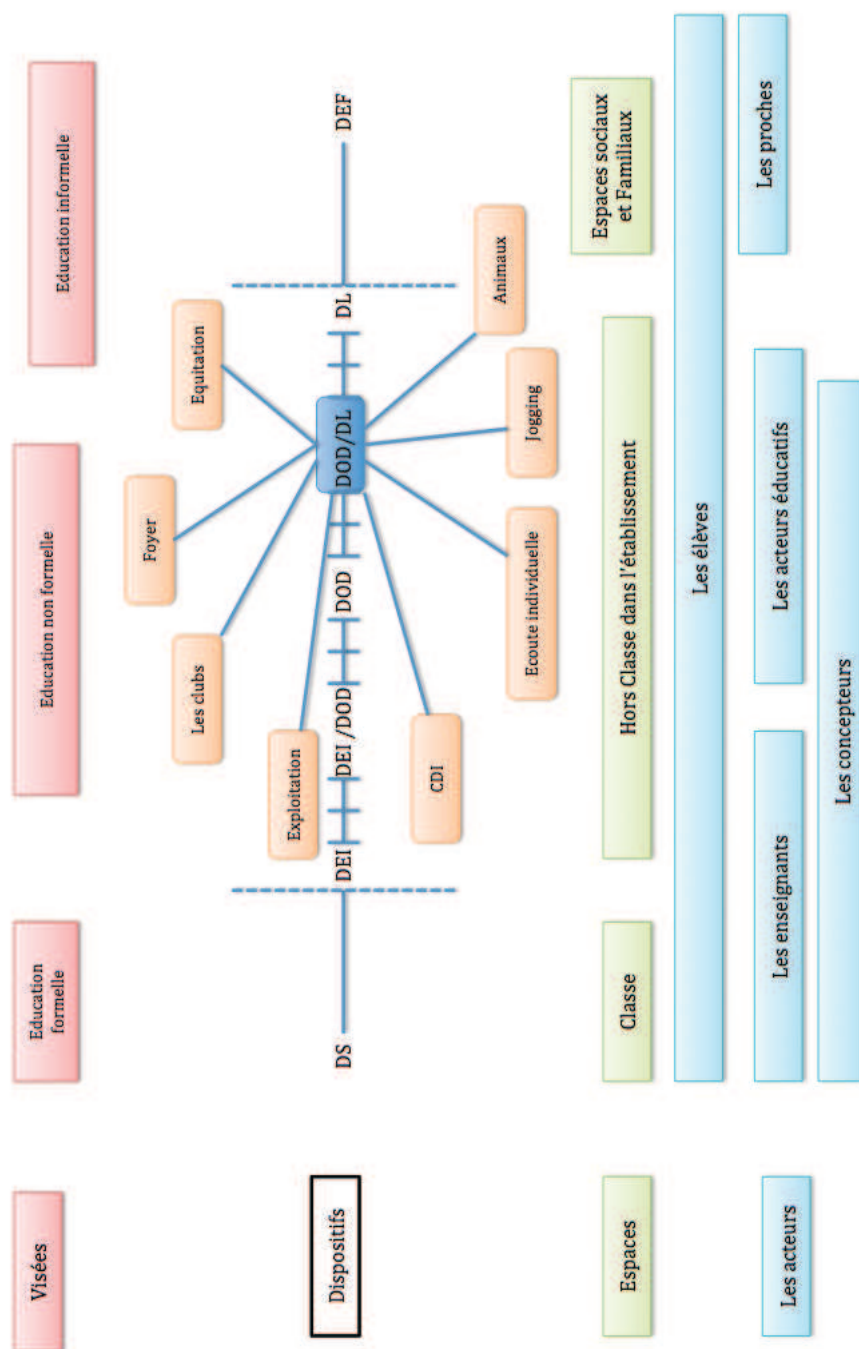 Visées
Education
formelle
Education non formelle
Education informelle
Dispositifs
DS
DEI
DEI /DOD
DOD
DOD/DL
DL
DEF
Exploitation
Les clubs
Foyer
Equitation
CDI
Ecoute individuelle
Jogging
Animaux
Espaces
Classe
Hors Classe dans l'établissement
Espaces sociaux
et Familiaux
Les acteurs
Les élèves
Les enseignants
Les acteurs éducatifs
Les proches
Les concepteurs